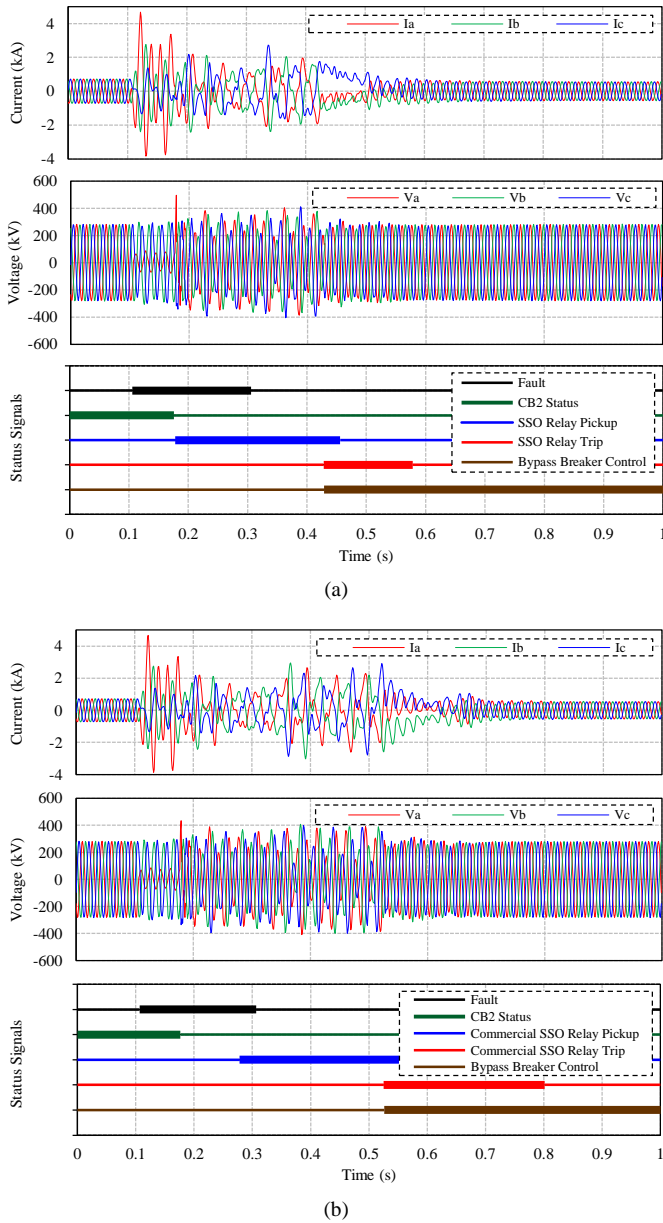 Ia Ib Ic
Current (kA)
4
2
0
-2
-4
Va Vb Vc
Voltage (kV)
600
400
200
0
-200
-400
-600
Status Signals
Fault
CB2 Status
SSO Relay Pickup
SSO Relay Trip
Bypass Breaker Control
0 0.1 0.2 0.3 0.4 0.5 0.6 0.7 0.8 0.9 1
Time (s)
(a)
Ia Ib Ic
Current (kA)
4
2
0
-2
-4
Va Vb Vc
Voltage (kV)
600
400
200
0
-200
-400
-600
Status Signals
Fault
CB2 Status
Commercial SSO Relay Pickup
Commercial SSO Relay Trip
Bypass Breaker Control
0 0.1 0.2 0.3 0.4 0.5 0.6 0.7 0.8 0.9 1
Time (s)
(b)